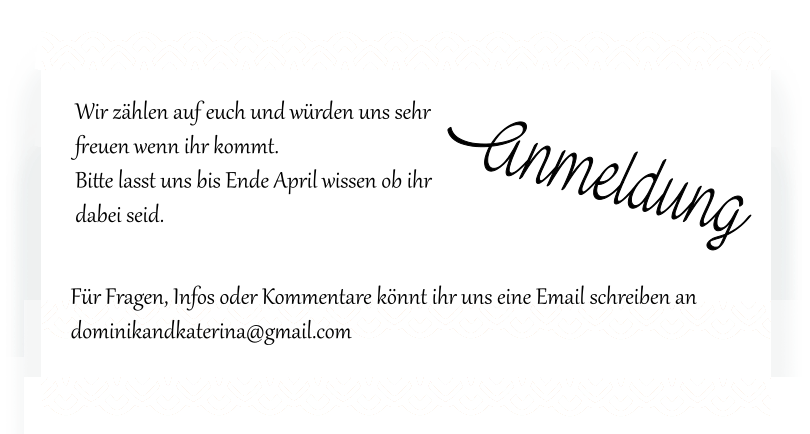 Wir zählen auf euch und würden uns sehr
freuen wenn ihr kommt.
Bitte lasst uns bis Ende April wissen ob ihr
dabei seid.
Anmeldung
Für Fragen, Infos oder Kommentare könnt ihr uns eine Email schreiben an
dominikandkaterina@gmail.com